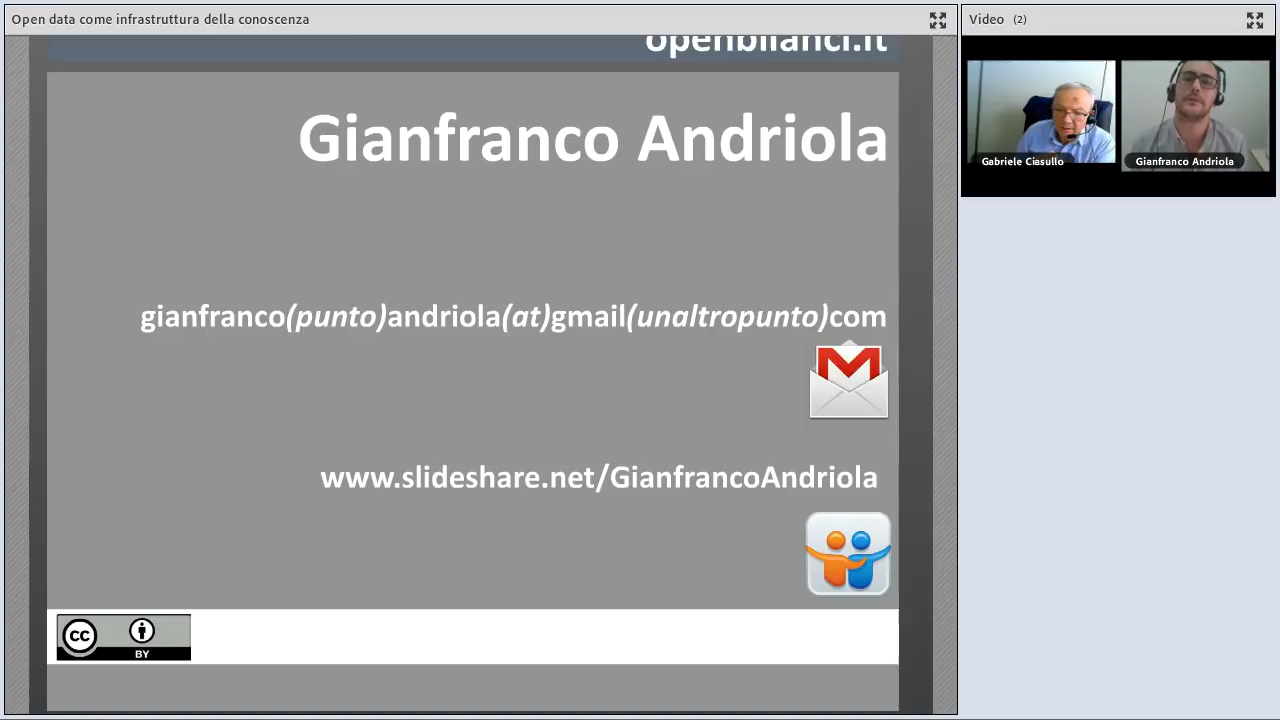 Open data come infrastruttura della conoscenza
Video (2)
openbilanci.it
Gianfranco Andriola
gianfranco(punto)andriola(at)gmail(unaltropunto)com
www.slideshare.net/GianfrancoAndriola
cc
BY
Gabriele Ciasullo
Gianfranco Andriola